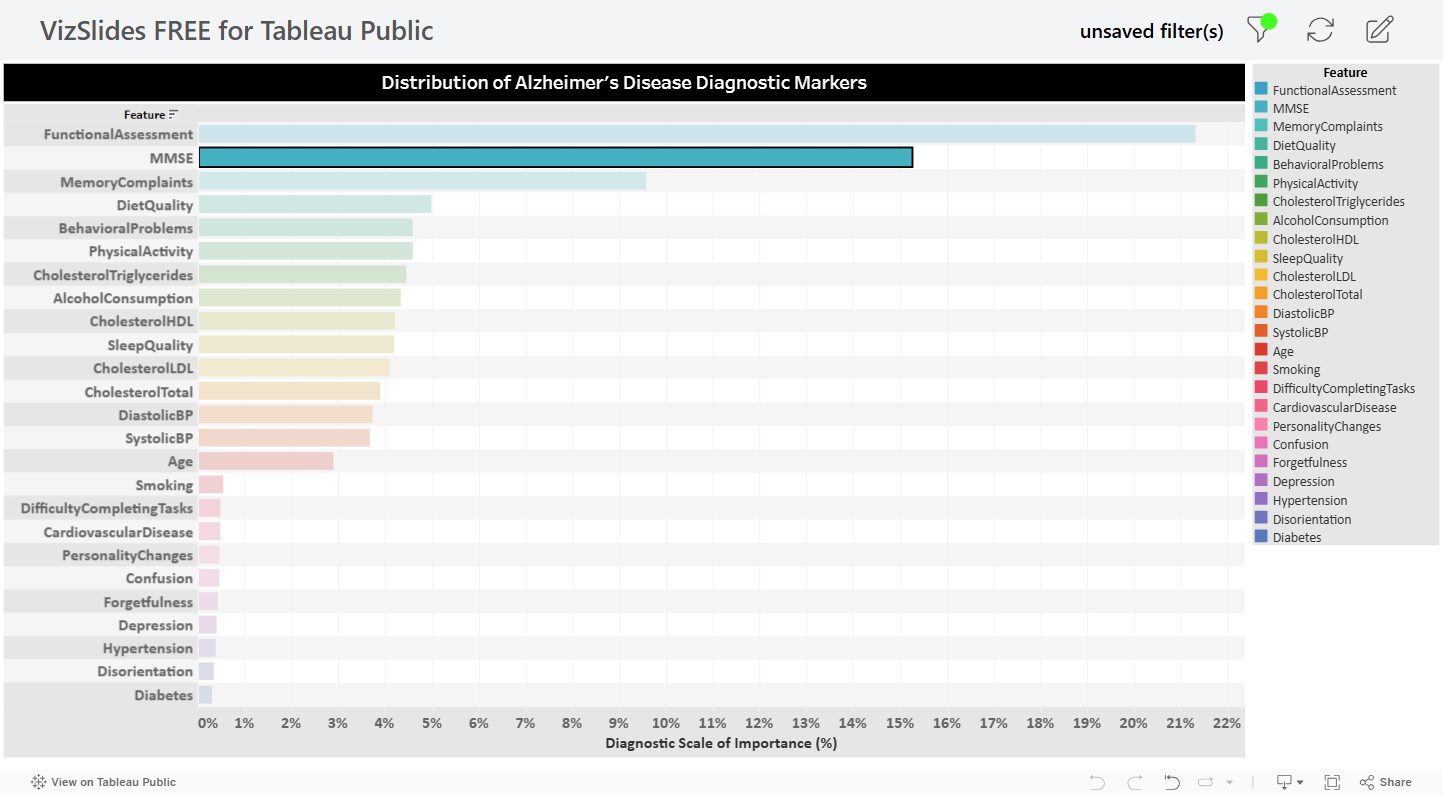 VizSlides FREE for Tableau Public
unsaved filter(s)
Distribution of Alzheimer's Disease Diagnostic Markers
Feature
FunctionalAssessment
MMSE
MemoryComplaints
DietQuality
BehavioralProblems
PhysicalActivity
CholesterolTriglycerides
AlcoholConsumption
CholesterolHDL
SleepQuality
CholesterolLDL
CholesterolTotal
DiastolicBP
SystolicBP
Age
Smoking
DifficultyCompletingTasks
CardiovascularDisease
PersonalityChanges
Confusion
Forgetfulness
Depression
Hypertension
Disorientation
Diabetes
0% 1% 2% 3% 4% 5% 6% 7% 8% 9% 10% 11% 12% 13% 14% 15% 16% 17% 18% 19% 20% 21% 22%
Diagnostic Scale of Importance (%)
Feature
FunctionalAssessment
MMSE
MemoryComplaints
DietQuality
BehavioralProblems
PhysicalActivity
CholesterolTriglycerides
AlcoholConsumption
CholesterolHDL
SleepQuality
CholesterolLDL
CholesterolTotal
DiastolicBP
SystolicBP
Age
Smoking
DifficultyCompletingTasks
CardiovascularDisease
PersonalityChanges
Confusion
Forgetfulness
Depression
Hypertension
Disorientation
Diabetes
View on Tableau Public
Share